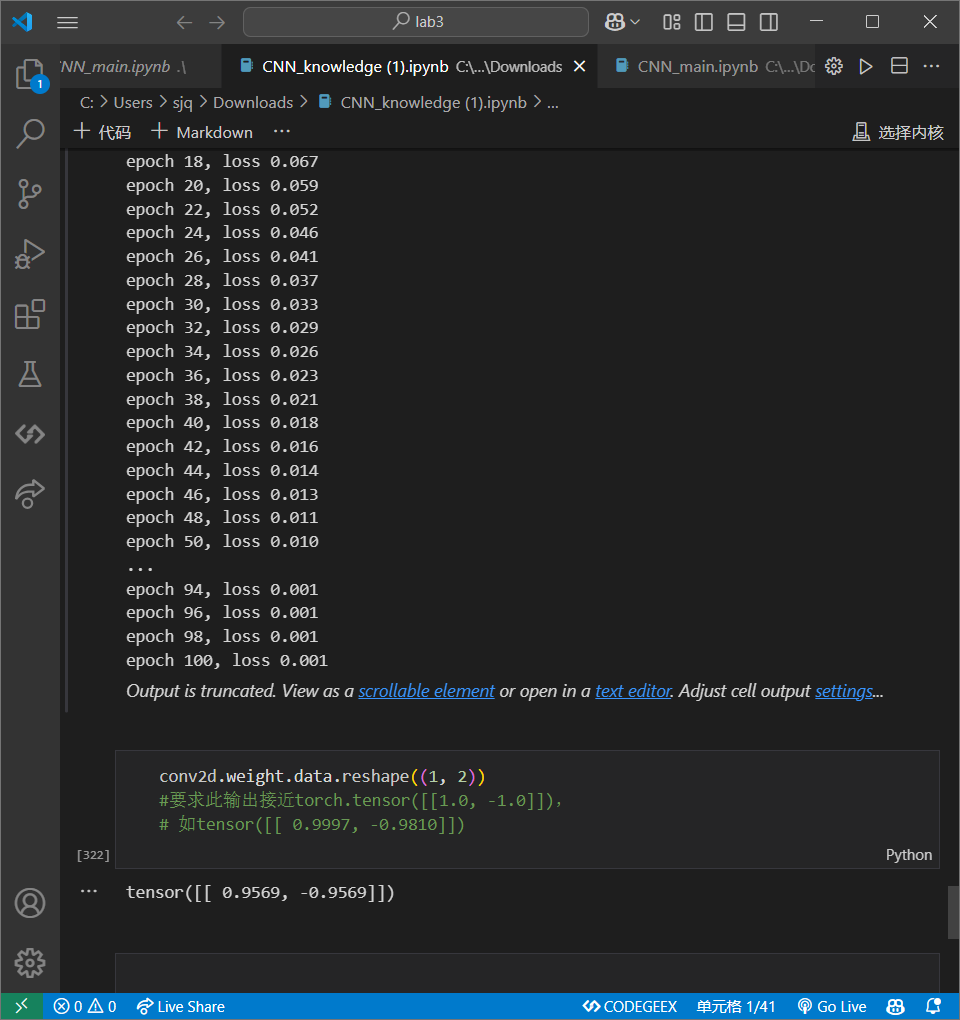 lab3
NN_main.ipynb .\
CNN_knowledge (1).ipynb C:\...\Downloads
CNN_main.ipynb C:\...\Dc
1
C: > Users > sjq > Downloads > CNN_knowledge (1).ipynb > ...
+ 代码 + Markdown ...
选择内核
epoch 18, loss 0.067
epoch 20, loss 0.059
epoch 22, loss 0.052
epoch 24, loss 0.046
epoch 26, loss 0.041
epoch 28, loss 0.037
epoch 30, loss 0.033
epoch 32, loss 0.029
epoch 34, loss 0.026
epoch 36, loss 0.023
epoch 38, loss 0.021
epoch 40, loss 0.018
epoch 42, loss 0.016
epoch 44, loss 0.014
epoch 46, loss 0.013
epoch 48, loss 0.011
epoch 50, loss 0.010
...
epoch 94, loss 0.001
epoch 96, loss 0.001
epoch 98, loss 0.001
epoch 100, loss 0.001
Output is truncated. View as a scrollable element or open in a text editor. Adjust cell output settings...
conv2d.weight.data.reshape((1, 2))
#要求此输出接近torch.tensor([[1.0, -1.0]]),
# 如tensor([[ 0.9997, -0.9810]])
[322]
Python
tensor([[ 0.9569, -0.9569]])
0 0 Live Share
CODEGEEX 单元格 1/41 Go Live